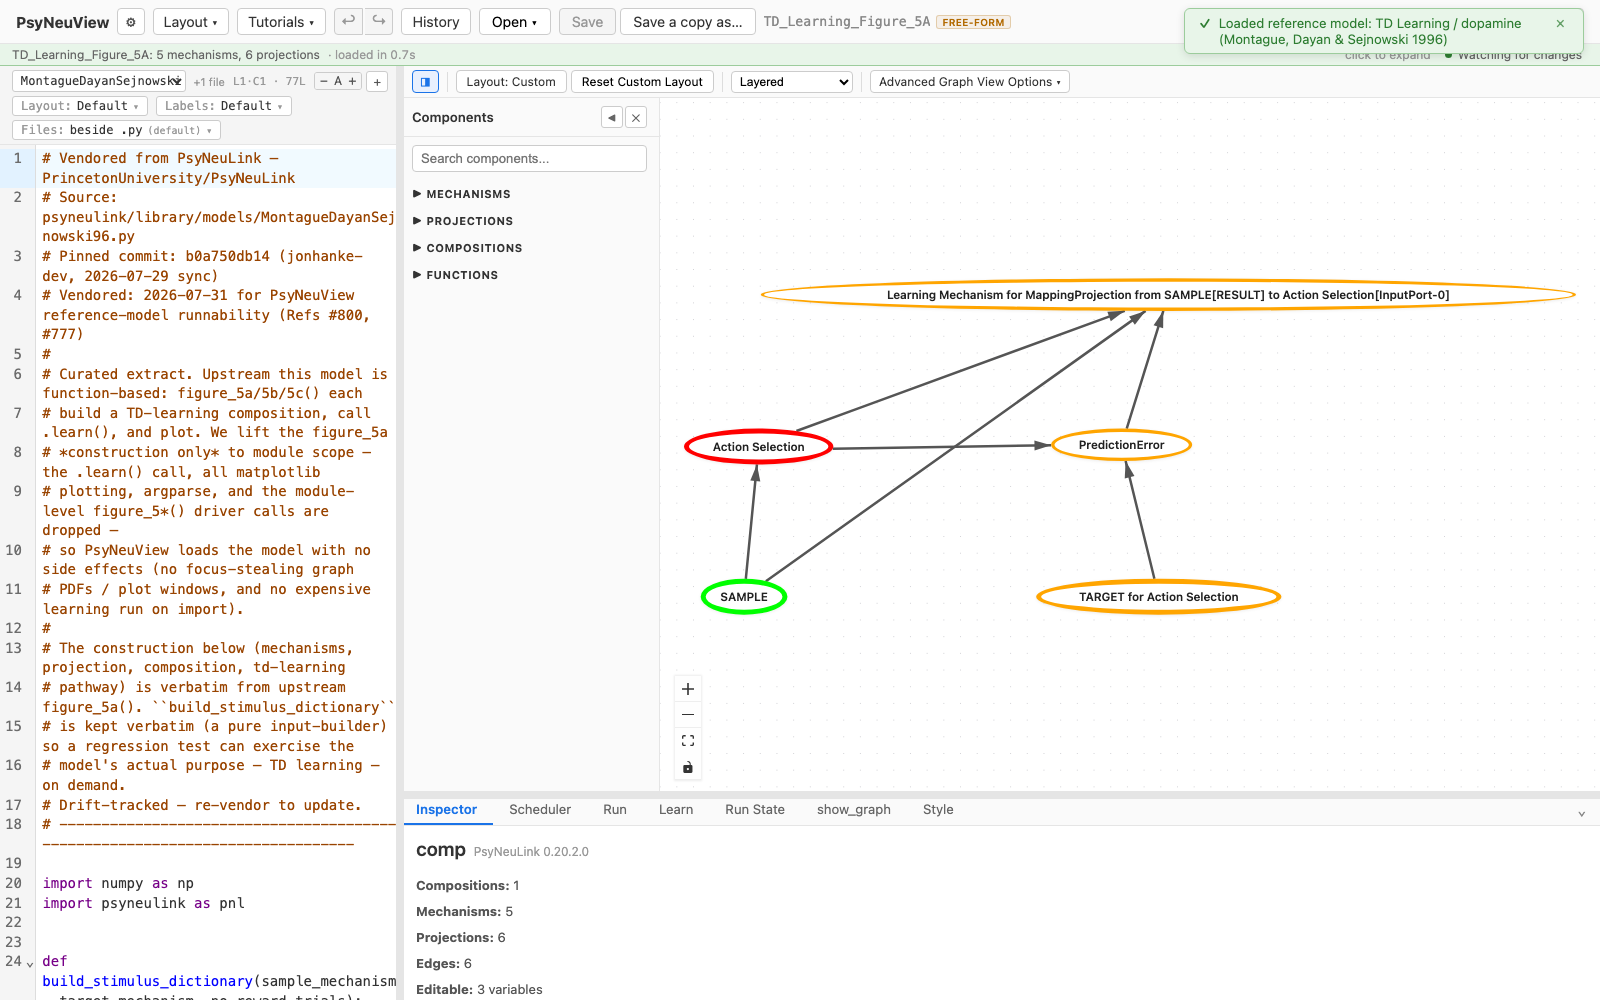 PsyNeuView
Layout
Tutorials
History
Open
Save
Save a copy as...
TD_Learning_Figure_5A
FREE-FORM
Loaded reference model: TD Learning / dopamine
(Montague, Dayan & Sejnowski 1996)
TD_Learning_Figure_5A: 5 mechanisms, 6 projections · loaded in 0.7s
click to expand
Watching for changes
+1 file L1:C1 · 77L
− A +
+
Layout: Default
Labels: Default
Files: beside .py (default)
1 # Vendored from PsyNeuLink —
PrincetonUniversity/PsyNeuLink
2 # Source:
psyneulink/library/models/MontagueDayanSej
nowski96.py
3 # Pinned commit: b0a750db14 (jonhanke-
dev, 2026-07-29 sync)
4 # Vendored: 2026-07-31 for PsyNeuView
reference-model runnability (Refs #800,
#777)
5 #
6 # Curated extract. Upstream this model is
function-based: figure_5a/5b/5c() each
7 # build a TD-learning composition, call
.learn(), and plot. We lift the figure_5a
8 # *construction only* to module scope —
the .learn() call, all matplotlib
9 # plotting, argparse, and the module-
level figure_5*() driver calls are
dropped —
10 # so PsyNeuView loads the model with no
side effects (no focus-stealing graph
11 # PDFs / plot windows, and no expensive
learning run on import).
12 #
13 # The construction below (mechanisms,
projection, composition, td-learning
14 # pathway) is verbatim from upstream
figure_5a(). ``build_stimulus_dictionary``
15 # is kept verbatim (a pure input-builder)
so a regression test can exercise the
16 # model's actual purpose — TD learning —
on demand.
17 # Drift-tracked — re-vendor to update.
18 # ---------------------------------------
-------------------------------------
19
20 import numpy as np
21 import psyneulink as pnl
22
23
24 def
build_stimulus_dictionary(sample_mechanism
Layout: Custom
Reset Custom Layout
Layered
Advanced Graph View Options
Components
Search components...
MECHANISMS
PROJECTIONS
COMPOSITIONS
FUNCTIONS
Learning Mechanism for MappingProjection from SAMPLE[RESULT] to Action Selection[InputPort-0]
Action Selection
PredictionError
SAMPLE
TARGET for Action Selection
Inspector
Scheduler
Run
Learn
Run State
show_graph
Style
comp PsyNeuLink 0.20.2.0
Compositions: 1
Mechanisms: 5
Projections: 6
Edges: 6
Editable: 3 variables